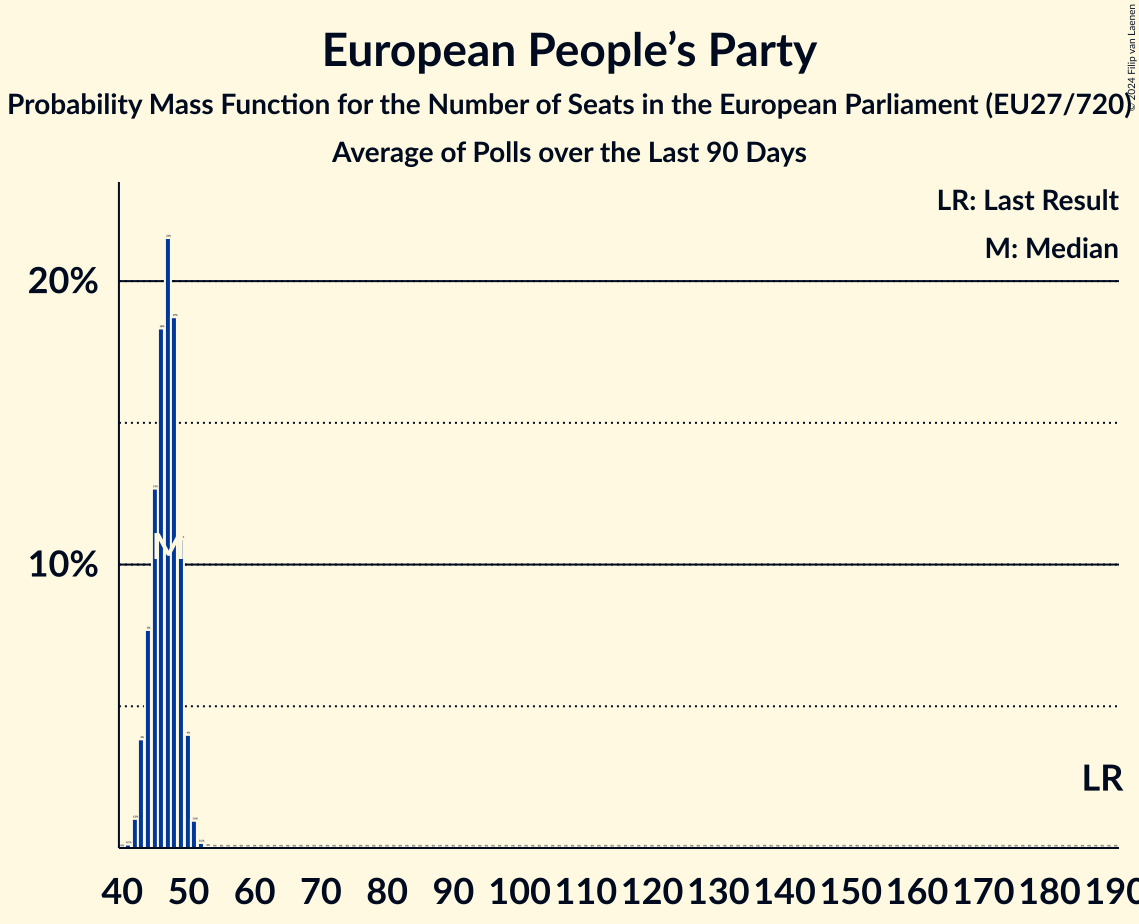 European People’s Party
Probability Mass Function for the Number of Seats in the European Parliament (EU27/720)
Average of Polls over the Last 90 Days
© 2024 Filip van Laenen
LR: Last Result
M: Median
20%
10%
M
LR
40 50 60 70 80 90 100 110 120 130 140 150 160 170 180 190